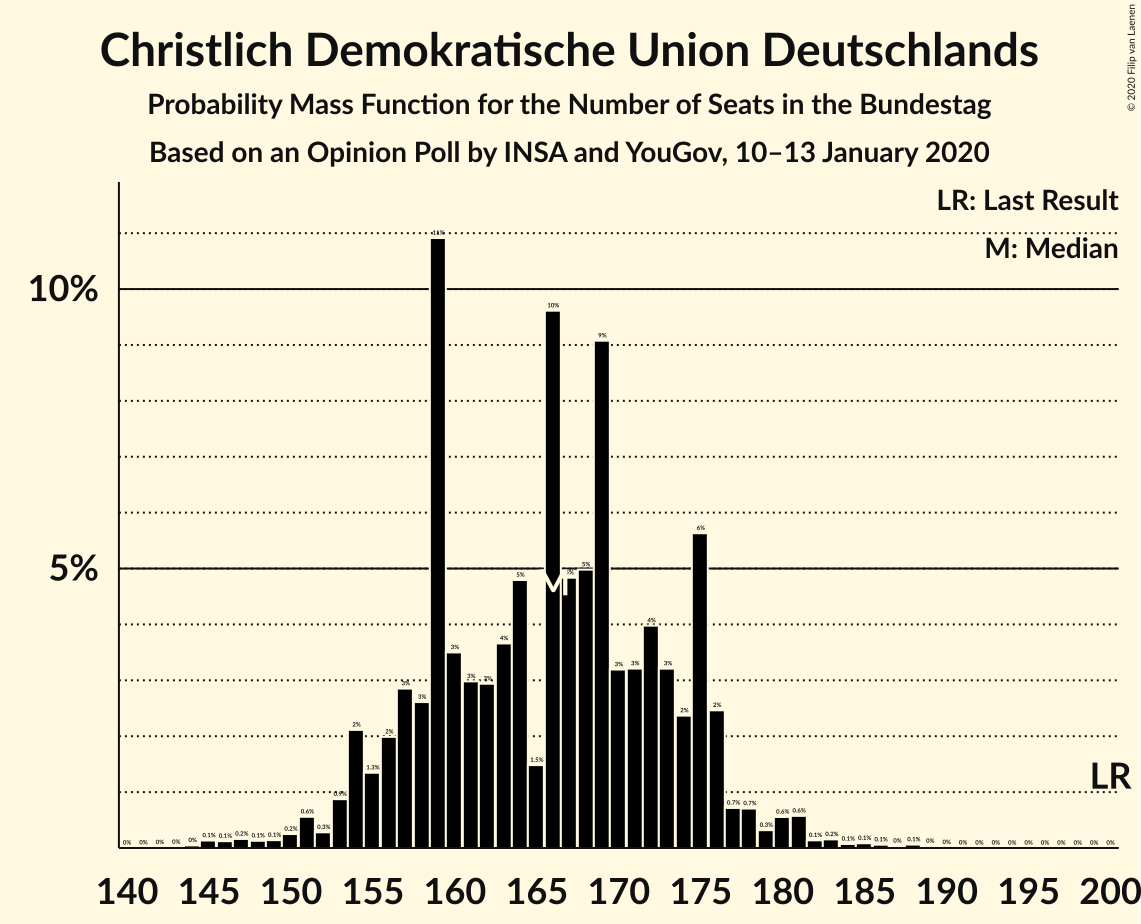 Christlich Demokratische Union Deutschlands
Probability Mass Function for the Number of Seats in the Bundestag
Based on an Opinion Poll by INSA and YouGov, 10–13 January 2020
© 2020 Filip van Laenen
LR: Last Result
M: Median
10%
5%
0% 0% 0% 0% 0% 0.1% 0.1% 0.2% 0.1% 0.1% 0.2% 0.6% 0.3% 0.9% 2% 1.3% 2% 3% 3% 11% 3% 3% 3% 4% 5% 1.5% 10% 5% 5% 9% 3% 3% 4% 3% 2% 6% 2% 0.7% 0.7% 0.3% 0.6% 0.6% 0.1% 0.2% 0.1% 0.1% 0.1% 0% 0.1% 0% 0% 0% 0% 0% 0% 0% 0% 0% 0% 0% 0%
M
LR
140 145 150 155 160 165 170 175 180 185 190 195 200